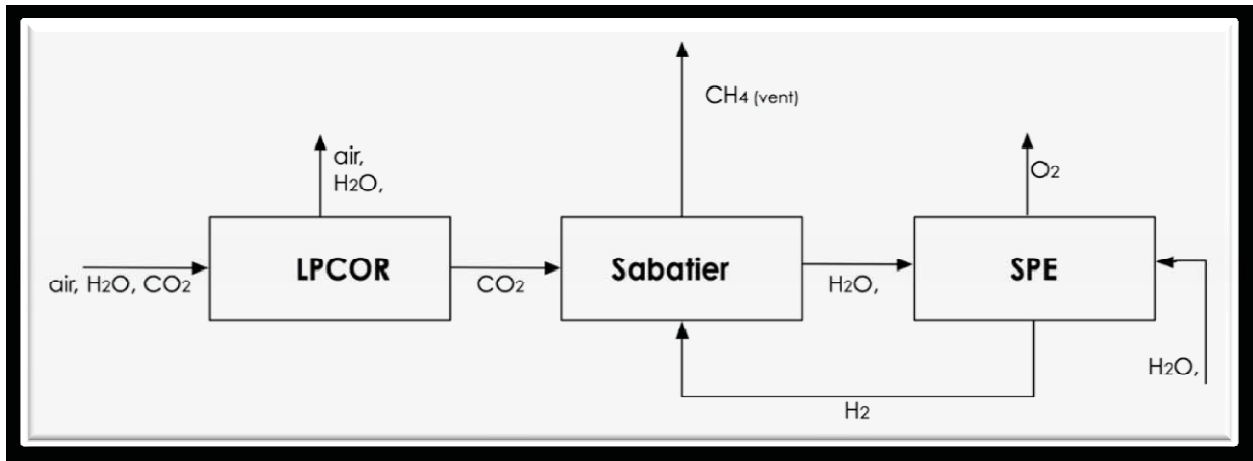 CH4 (vent)
air,
H2O,
O2
LPCOR
Sabatier
SPE
air, H2O, CO2
CO2
H2O,
H2O,
H2